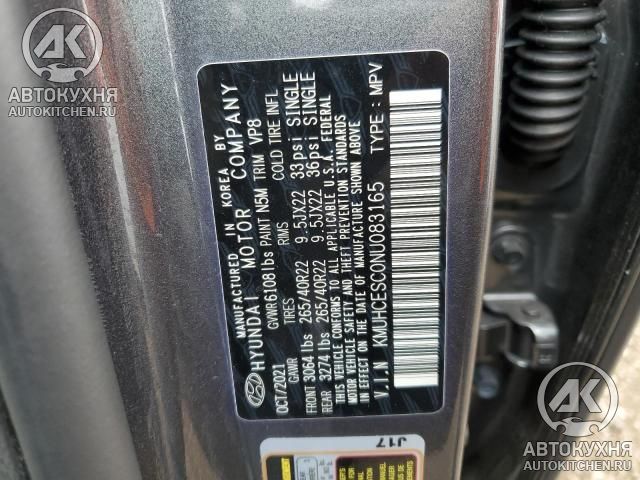 MANUFACTURED IN KOREA BY
HYUNDAI MOTOR COMPANY
OCT/2021 GVWR 6108 lbs PAINT N5M TRIM VP8
GAWR TIRES RIMS COLD TIRE INFL
FRONT 3064 lbs 265/40R22 9.5JX22 33psi SINGLE
REAR 3274 lbs 265/40R22 9.5JX22 36psi SINGLE
THIS VEHICLE CONFORMS TO ALL APPLICABLE U.S.A. FEDERAL
MOTOR VEHICLE SAFETY AND THEFT PREVENTION STANDARDS
IN EFFECT ON THE DATE OF MANUFACTURE SHOWN ABOVE
V.I.N KMUHCESC0NU083165 TYPE : MPV
J17
АК
АВТОКУХНЯ
AUTOKITCHEN.RU
АК
АВТОКУХНЯ
AUTOKITCHEN.RU